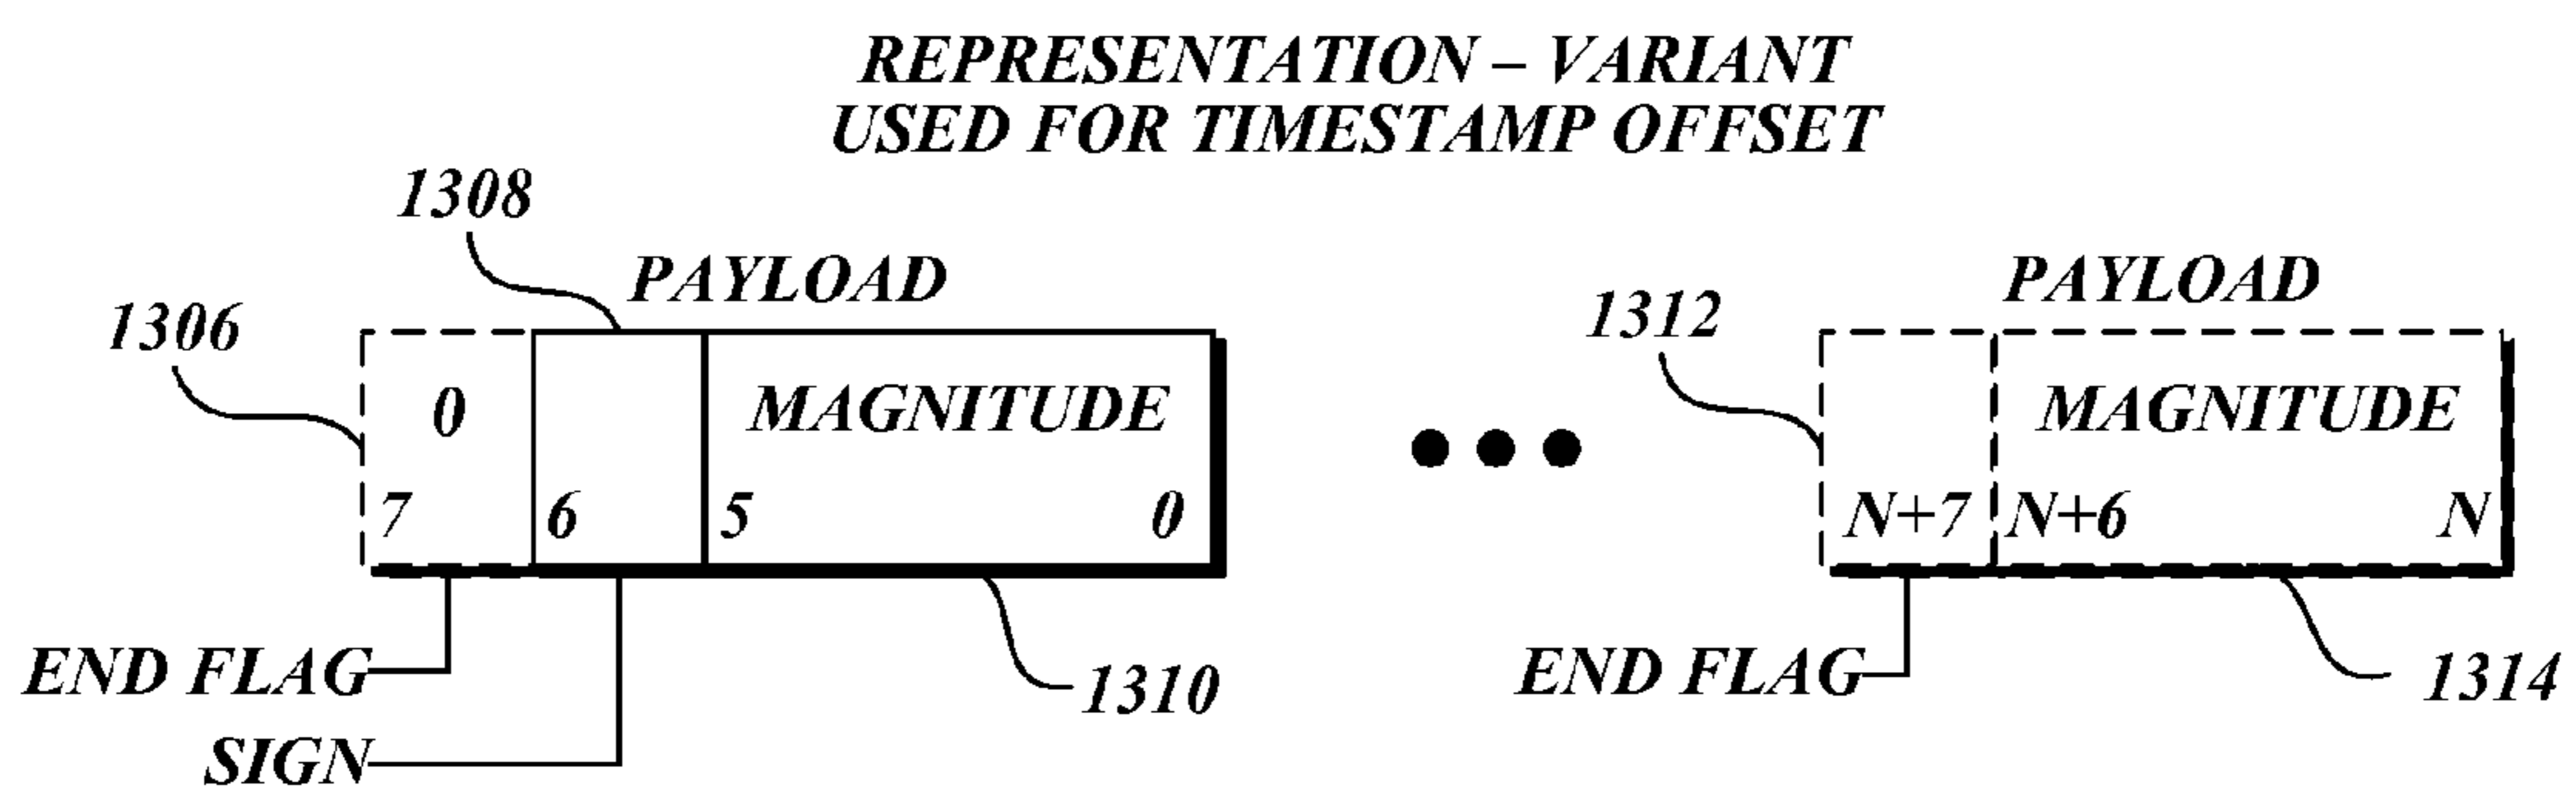 REPRESENTATION – VARIANT
USED FOR TIMESTAMP OFFSET
1308
PAYLOAD
PAYLOAD
1306
1312
0
MAGNITUDE
MAGNITUDE
7 6 5 0
N+7 N+6 N
END FLAG
END FLAG
1310
1314
SIGN